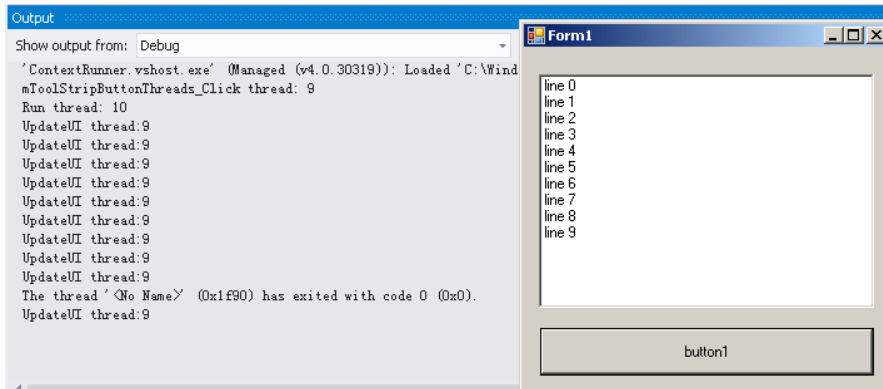 Output
Show output from: Debug
'ContextRunner.vshost.exe' (Managed (v4.0.30319)): Loaded 'C:\Wind
mToolStripButtonThreads_Click thread: 9
Run thread: 10
UpdateUI thread:9
UpdateUI thread:9
UpdateUI thread:9
UpdateUI thread:9
UpdateUI thread:9
UpdateUI thread:9
UpdateUI thread:9
UpdateUI thread:9
UpdateUI thread:9
The thread '<No Name>' (0x1f90) has exited with code 0 (0x0).
UpdateUI thread:9
Form1
line 0
line 1
line 2
line 3
line 4
line 5
line 6
line 7
line 8
line 9
button1